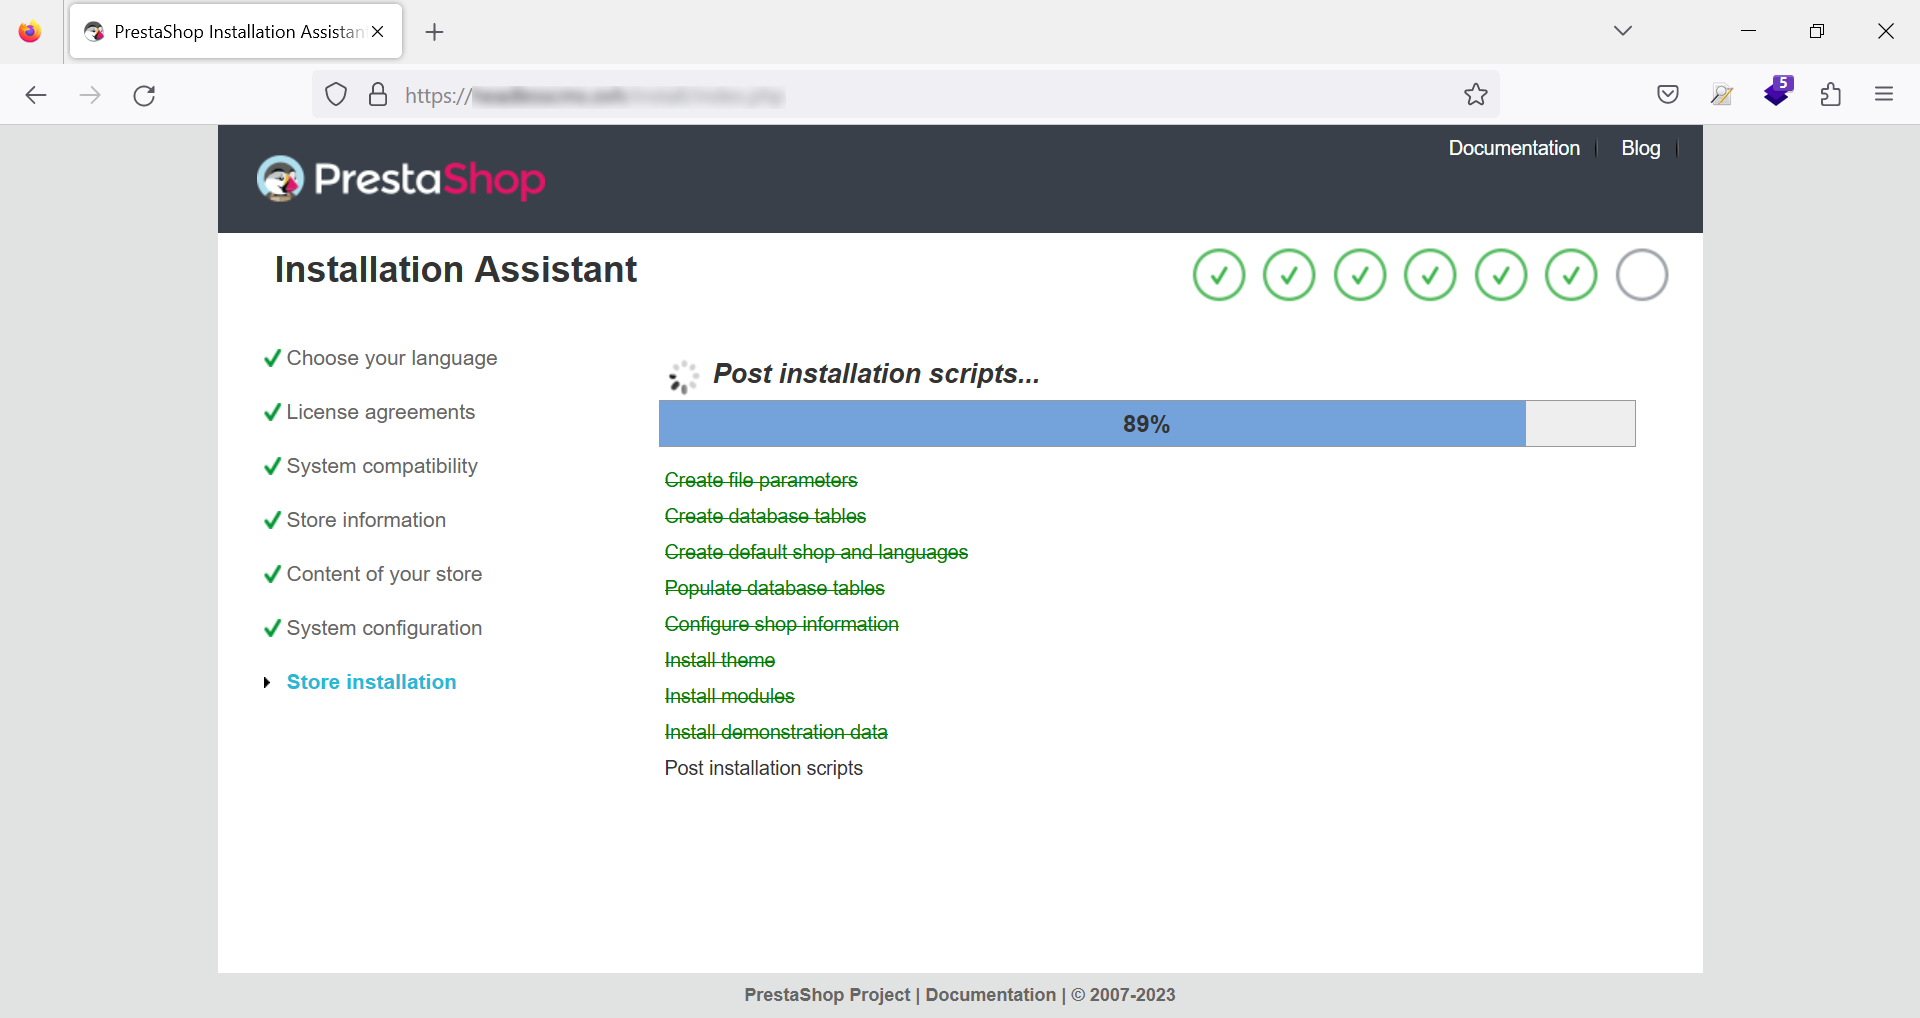 PrestaShop Installation Assistan
https://
5
Documentation
Blog
PrestaShop
Installation Assistant
Choose your language
License agreements
System compatibility
Store information
Content of your store
System configuration
Store installation
Post installation scripts...
89%
Create file parameters
Create database tables
Create default shop and languages
Populate database tables
Configure shop information
Install theme
Install modules
Install demonstration data
Post installation scripts
PrestaShop Project | Documentation | © 2007-2023